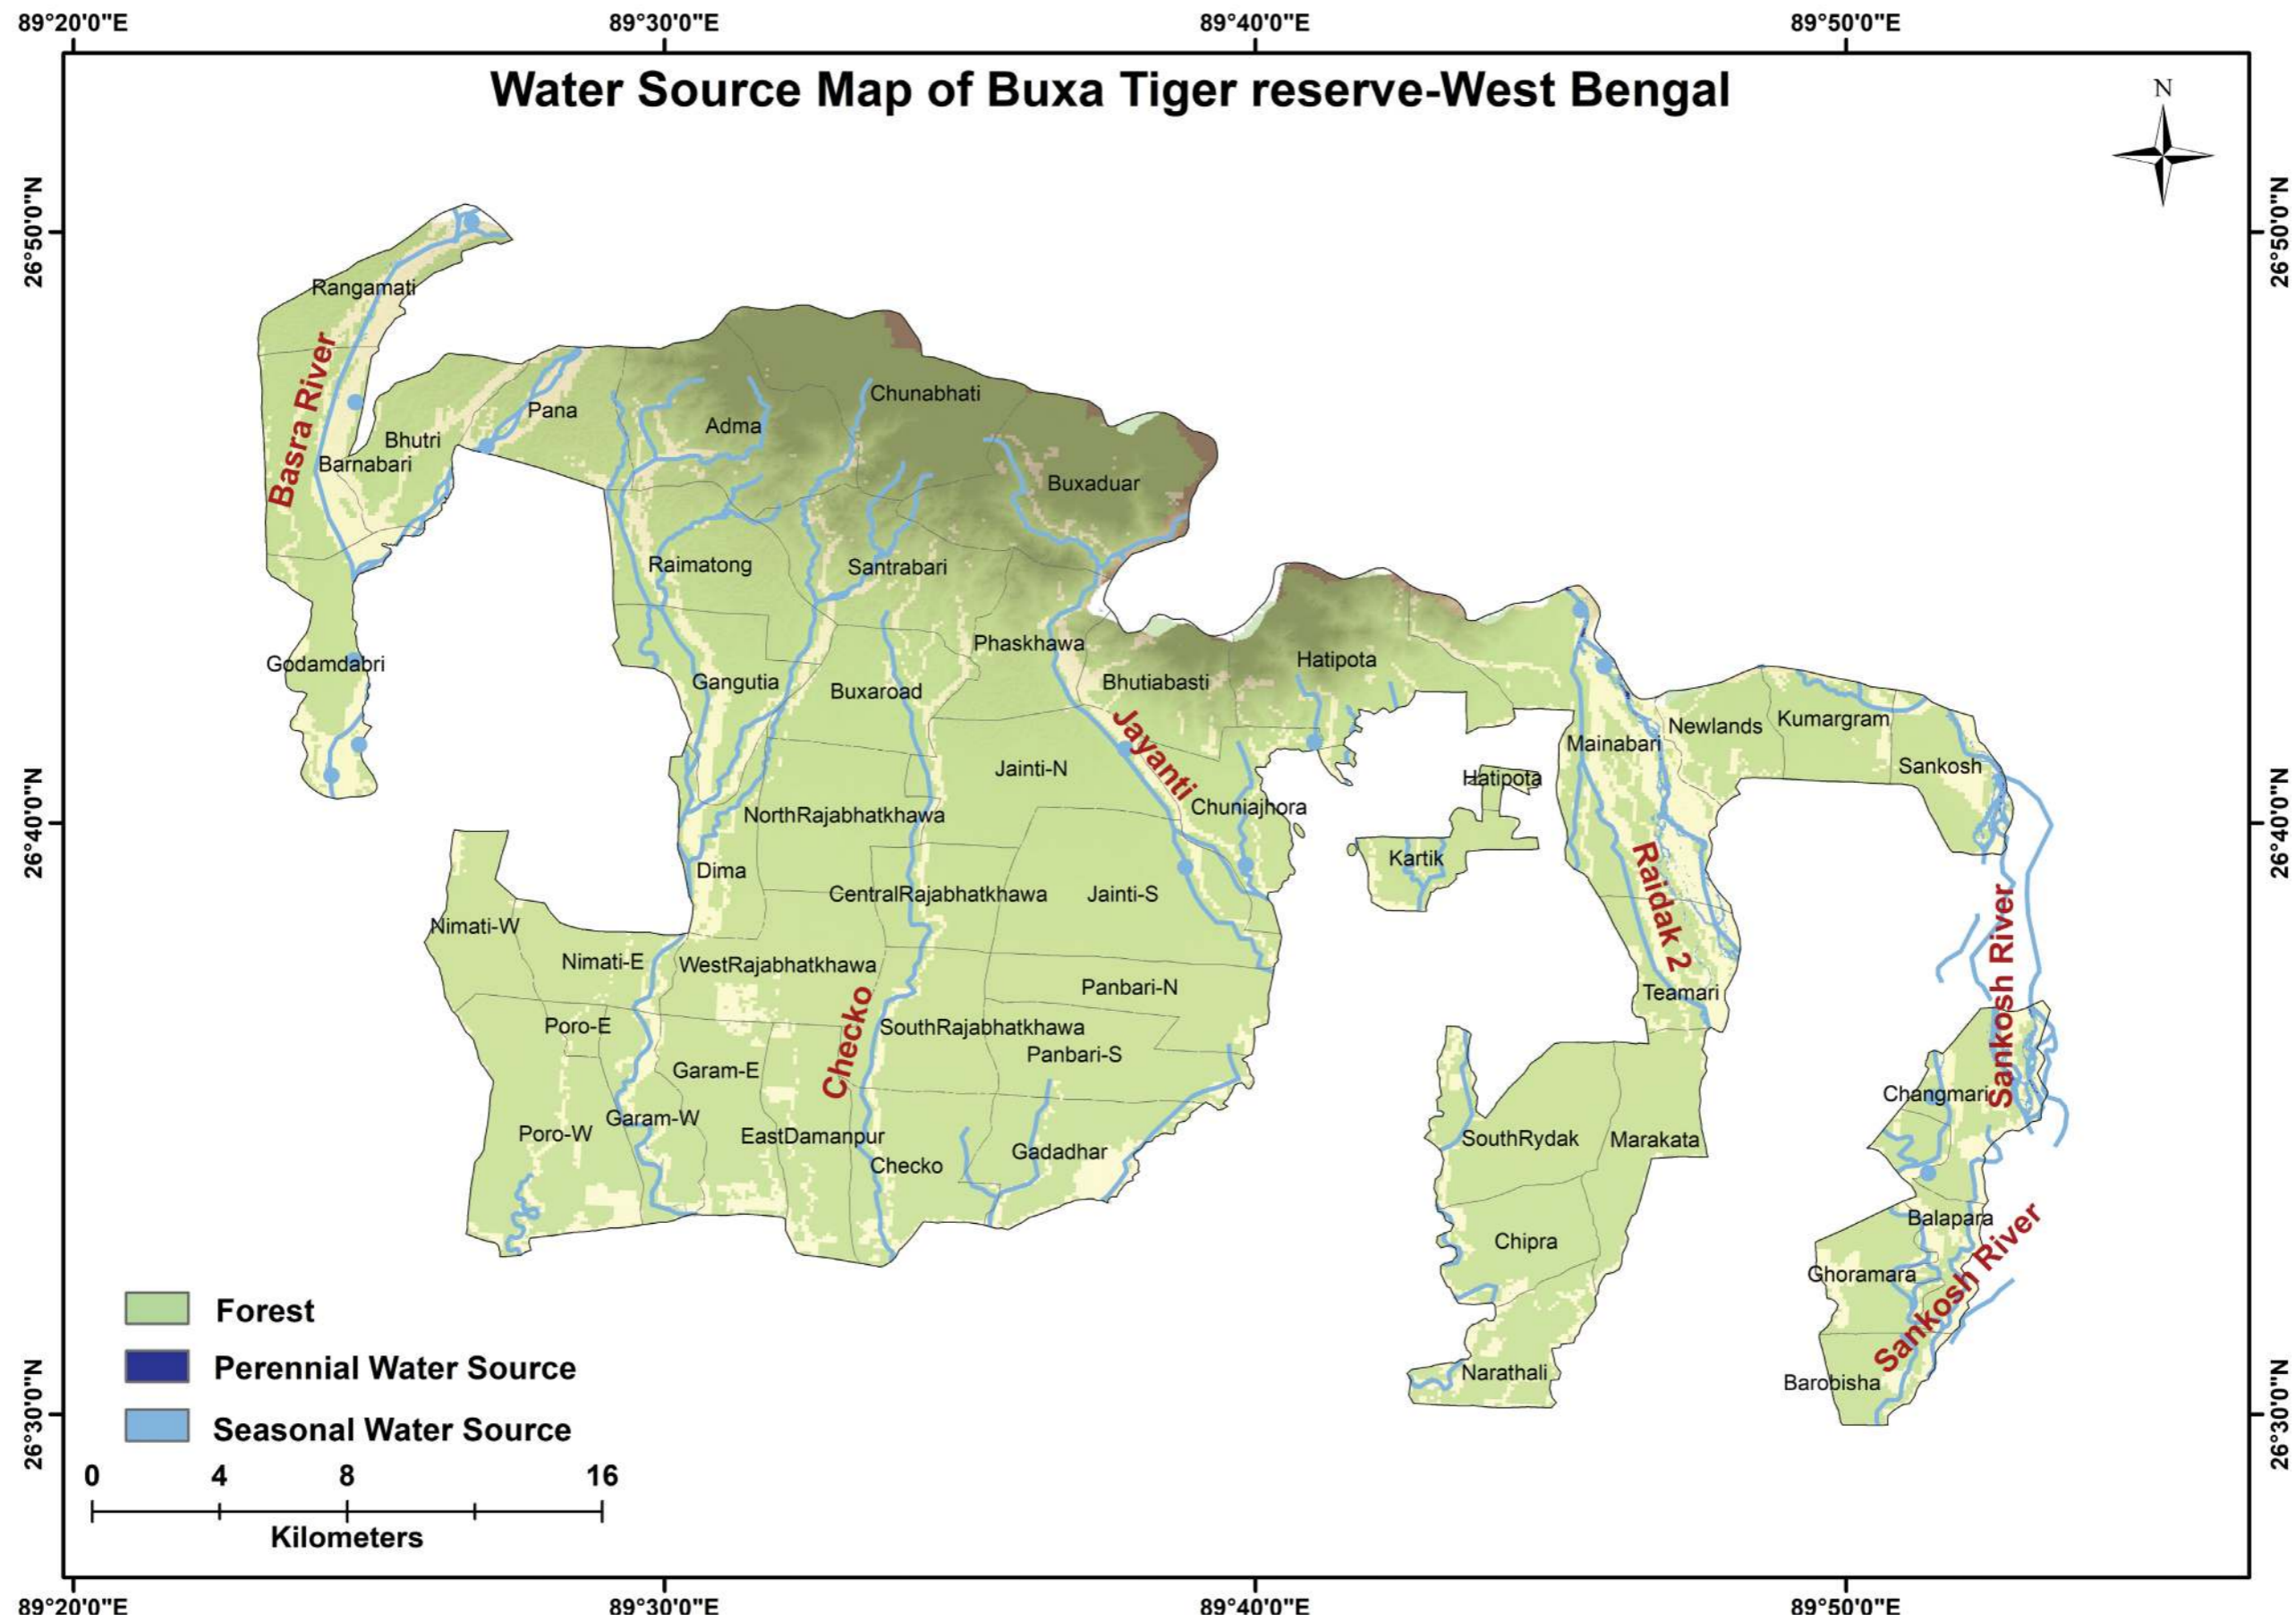 89°20'0"E 89°30'0"E 89°40'0"E 89°50'0"E
Water Source Map of Buxa Tiger reserve-West Bengal
N
26°50'0"N 26°50'0"N
Rangamati
Basra River
Chunabhati
Pana
Adma
Bhutri
Barnabari
Buxaduar
Raimatong
Santrabari
Phaskhawa
Hatipota
Godamdabri
Gangutia
Buxaroad
Bhutiabasti
Jayanti
Newlands
Kumargram
Mainabari
Sankosh
Jainti-N
Hatipota
26°40'0"N 26°40'0"N
NorthRajabhatkhawa
Chuniajhora
Kartik
Dima
Raidak 2
CentralRajabhatkhawa
Jainti-S
Nimati-W
Nimati-E
WestRajabhatkhawa
Sankosh River
Panbari-N
Teamari
Checko
Poro-E
SouthRajabhatkhawa
Panbari-S
Garam-E
Changmari
Garam-W
Poro-W
EastDamanpur
SouthRydak
Marakata
Gadadhar
Checko
Balapara
Chipra
Ghoramara
Sankosh River
Narathali
Barobisha
26°30'0"N 26°30'0"N
Forest
Perennial Water Source
Seasonal Water Source
0 4 8 16
Kilometers
89°20'0"E 89°30'0"E 89°40'0"E 89°50'0"E